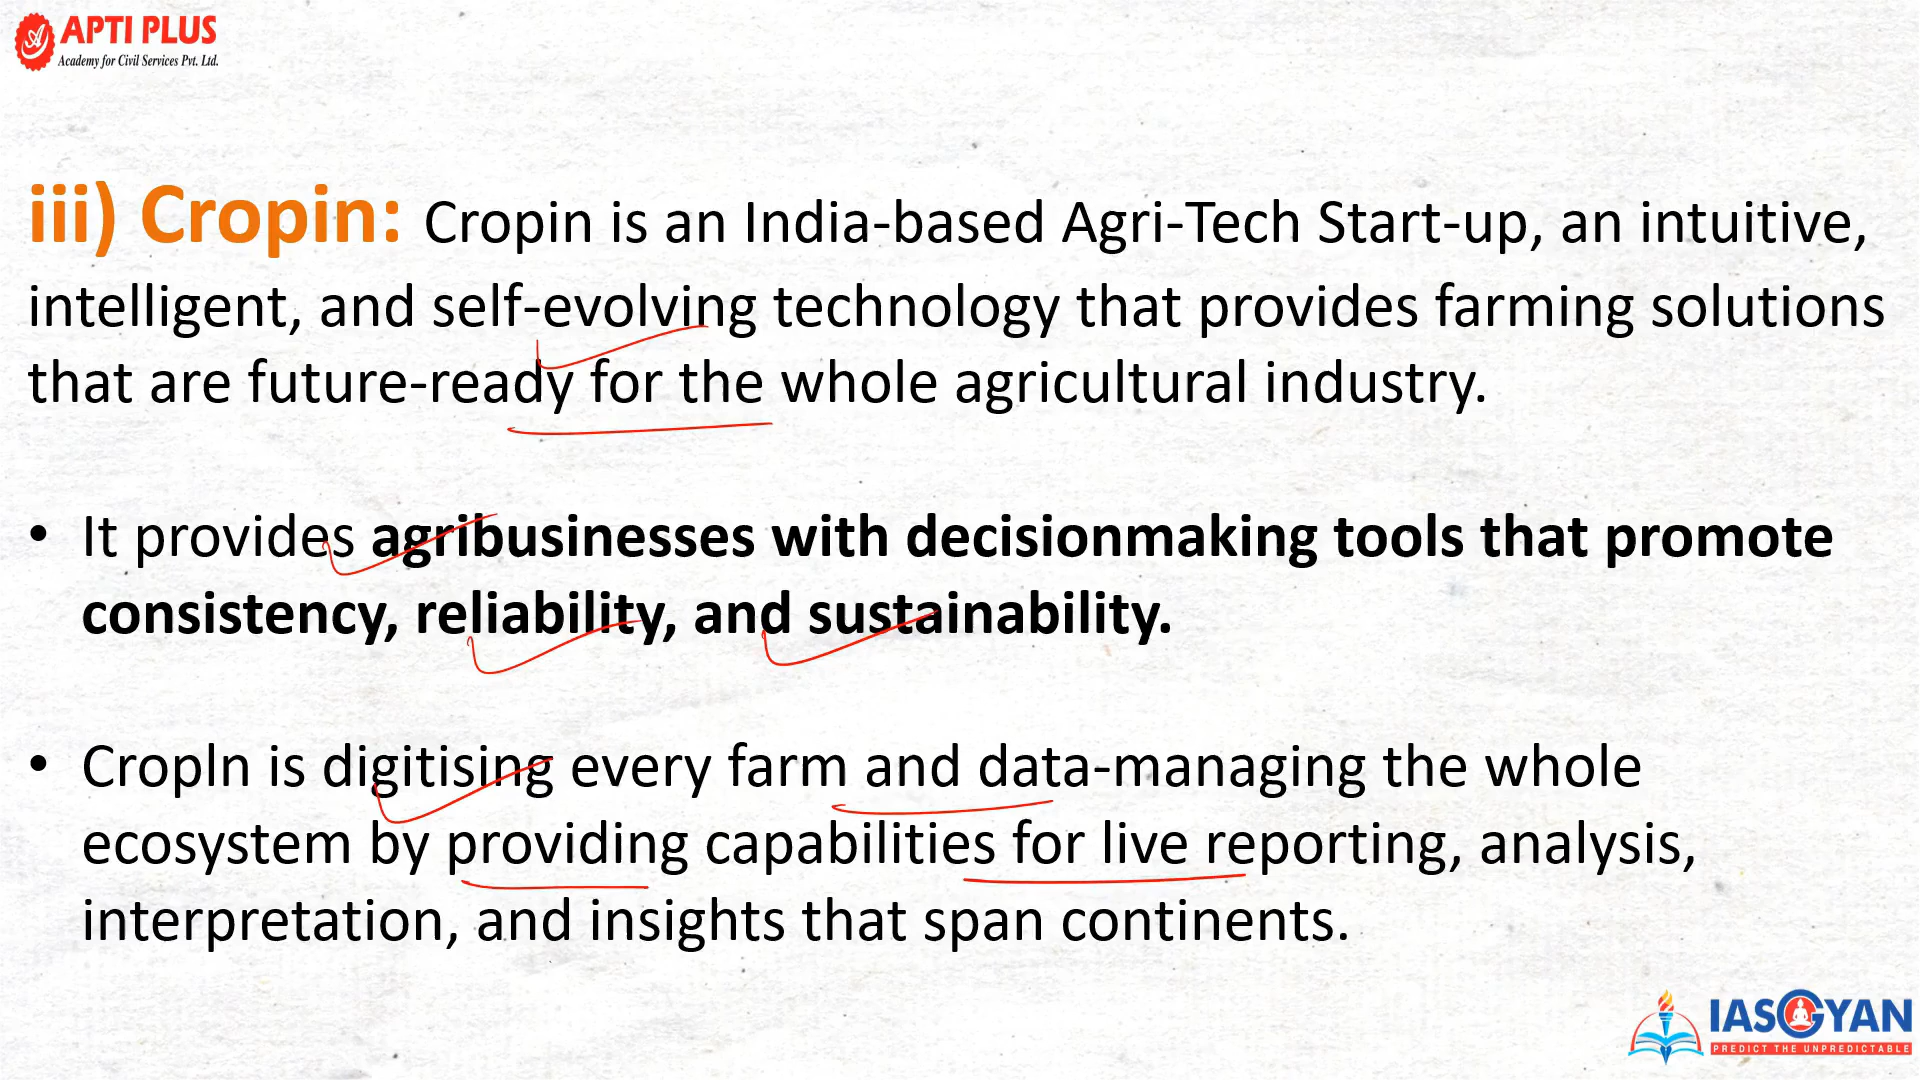 APTI PLUS
Academy for Civil Services Pvt. Ltd.
iii) Cropin: Cropin is an India-based Agri-Tech Start-up, an intuitive,
intelligent, and self-evolving technology that provides farming solutions
that are future-ready for the whole agricultural industry.
• It provides agribusinesses with decisionmaking tools that promote
consistency, reliability, and sustainability.
• Cropln is digitising every farm and data-managing the whole
ecosystem by providing capabilities for live reporting, analysis,
interpretation, and insights that span continents.
IASGYAN
PREDICT THE UNPREDICTABLE